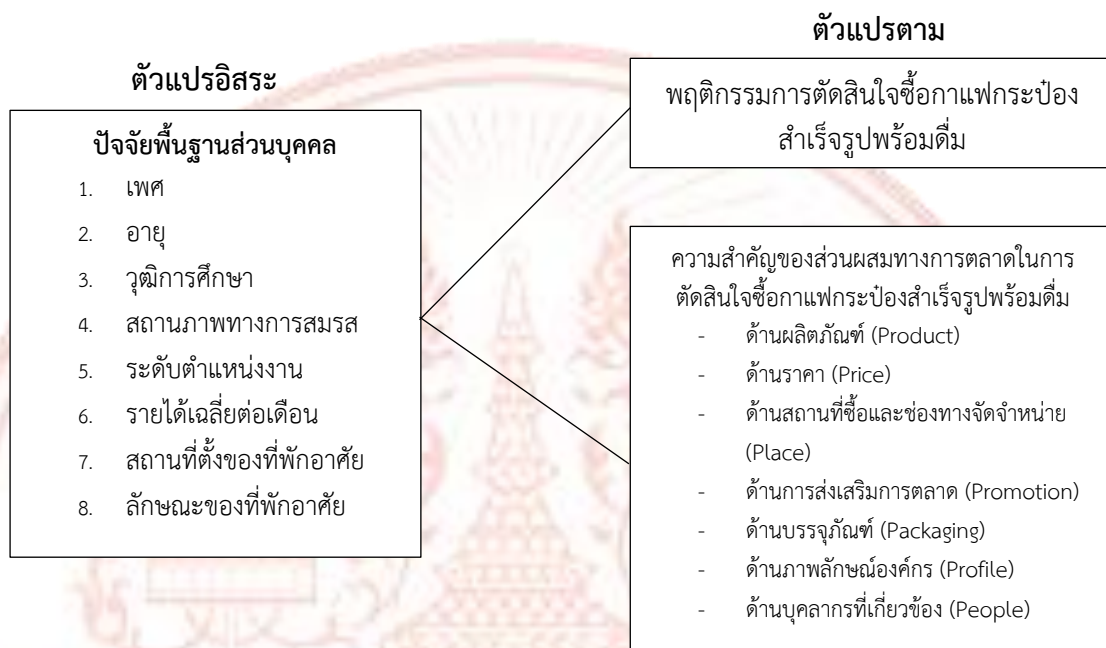 ตัวแปรอิสระ
ปัจจัยพื้นฐานส่วนบุคคล
1. เพศ
2. อายุ
3. วุฒิการศึกษา
4. สถานภาพทางการสมรส
5. ระดับตำแหน่งงาน
6. รายได้เฉลี่ยต่อเดือน
7. สถานที่ตั้งของที่พักอาศัย
8. ลักษณะของที่พักอาศัย
ตัวแปรตาม
พฤติกรรมการตัดสินใจซื้อกาแฟกระป๋อง
สำเร็จรูปพร้อมดื่ม
ความสำคัญของส่วนผสมทางการตลาดในการ
ตัดสินใจซื้อกาแฟกระป๋องสำเร็จรูปพร้อมดื่ม
- ด้านผลิตภัณฑ์ (Product)
- ด้านราคา (Price)
- ด้านสถานที่ซื้อและช่องทางจัดจำหน่าย
(Place)
- ด้านการส่งเสริมการตลาด (Promotion)
- ด้านบรรจุภัณฑ์ (Packaging)
- ด้านภาพลักษณ์องค์กร (Profile)
- ด้านบุคลากรที่เกี่ยวข้อง (People)